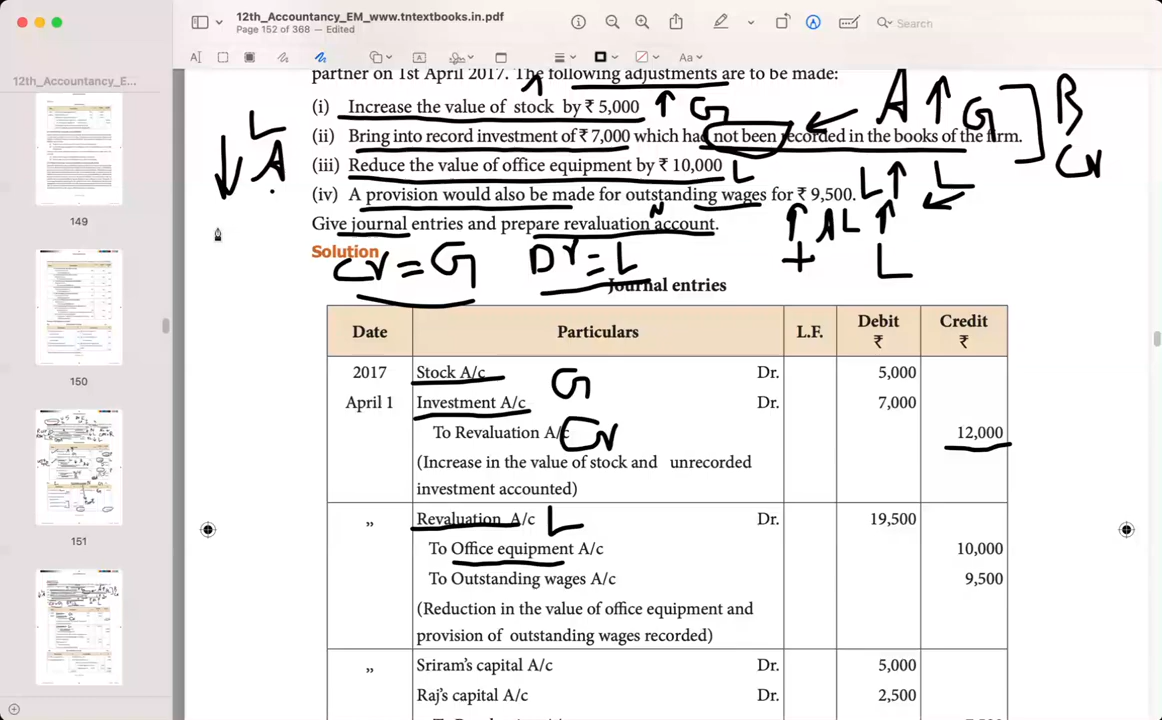 12th_Accountancy_EM_www.tntextbooks.in.pdf
Page 152 of 368 — Edited
Search
12th_Accountancy_E...
149
150
151
partner on 1st April 2017. The following adjustments are to be made:
(i) Increase the value of stock by ₹ 5,000 ↑ G A ↑ G
(ii) Bring into record investment of ₹ 7,000 which had not been recorded in the books of the firm. B Cr
(iii) Reduce the value of office equipment by ₹ 10,000 L
(iv) A provision would also be made for outstanding wages for ₹ 9,500. L ↑ L
Give journal entries and prepare revaluation account.
L
↓ A
N
↑ AL ↑
+ L
Solution
Cr = G Dr = L
Journal entries
Date Particulars L.F. Debit ₹ Credit ₹
2017 Stock A/c G Dr. 5,000
April 1 Investment A/c Dr. 7,000
To Revaluation A/c Cr 12,000
(Increase in the value of stock and unrecorded
investment accounted)
„ Revaluation A/c L Dr. 19,500
To Office equipment A/c 10,000
To Outstanding wages A/c 9,500
(Reduction in the value of office equipment and
provision of outstanding wages recorded)
„ Sriram's capital A/c Dr. 5,000
Raj's capital A/c Dr. 2,500